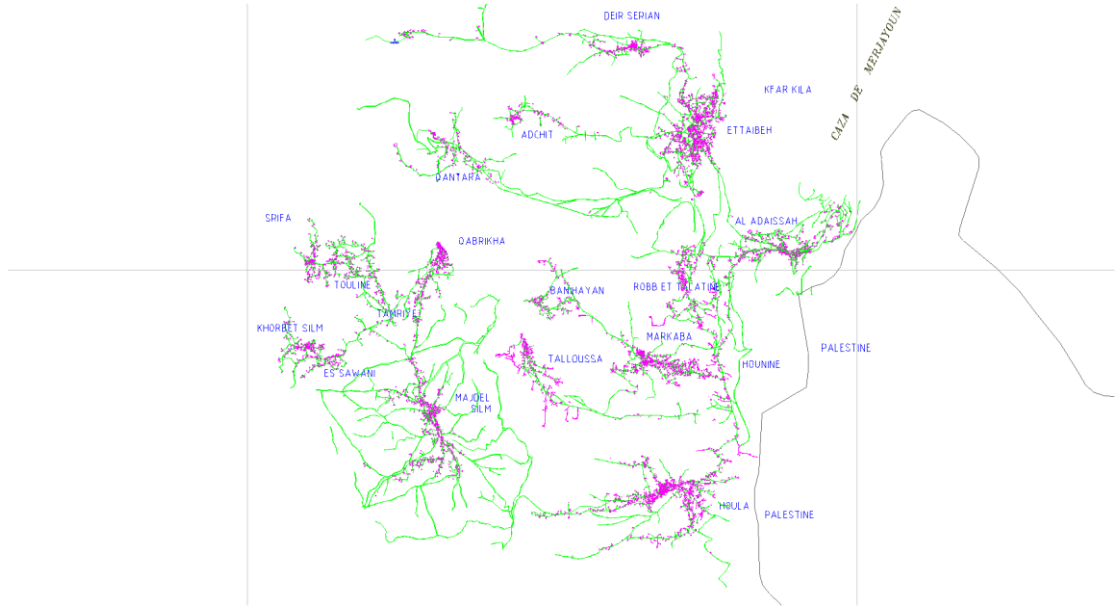 DEIR SERIAN
CAZA DE MERJAYOUN
KFAR KILA
ETTAIBEH
ADCHIT
QANTARA
SRIFA
AL ADAISSAH
QABRIKHA
TOULINE
BANIHAYAN
ROBB ET TALATINE
TAMRIYE
KHORBET SILM
MARKABA
PALESTINE
TALLOUSSA
HOUNINE
ES SAWANI
MAJDEL
SILM
HOULA
PALESTINE